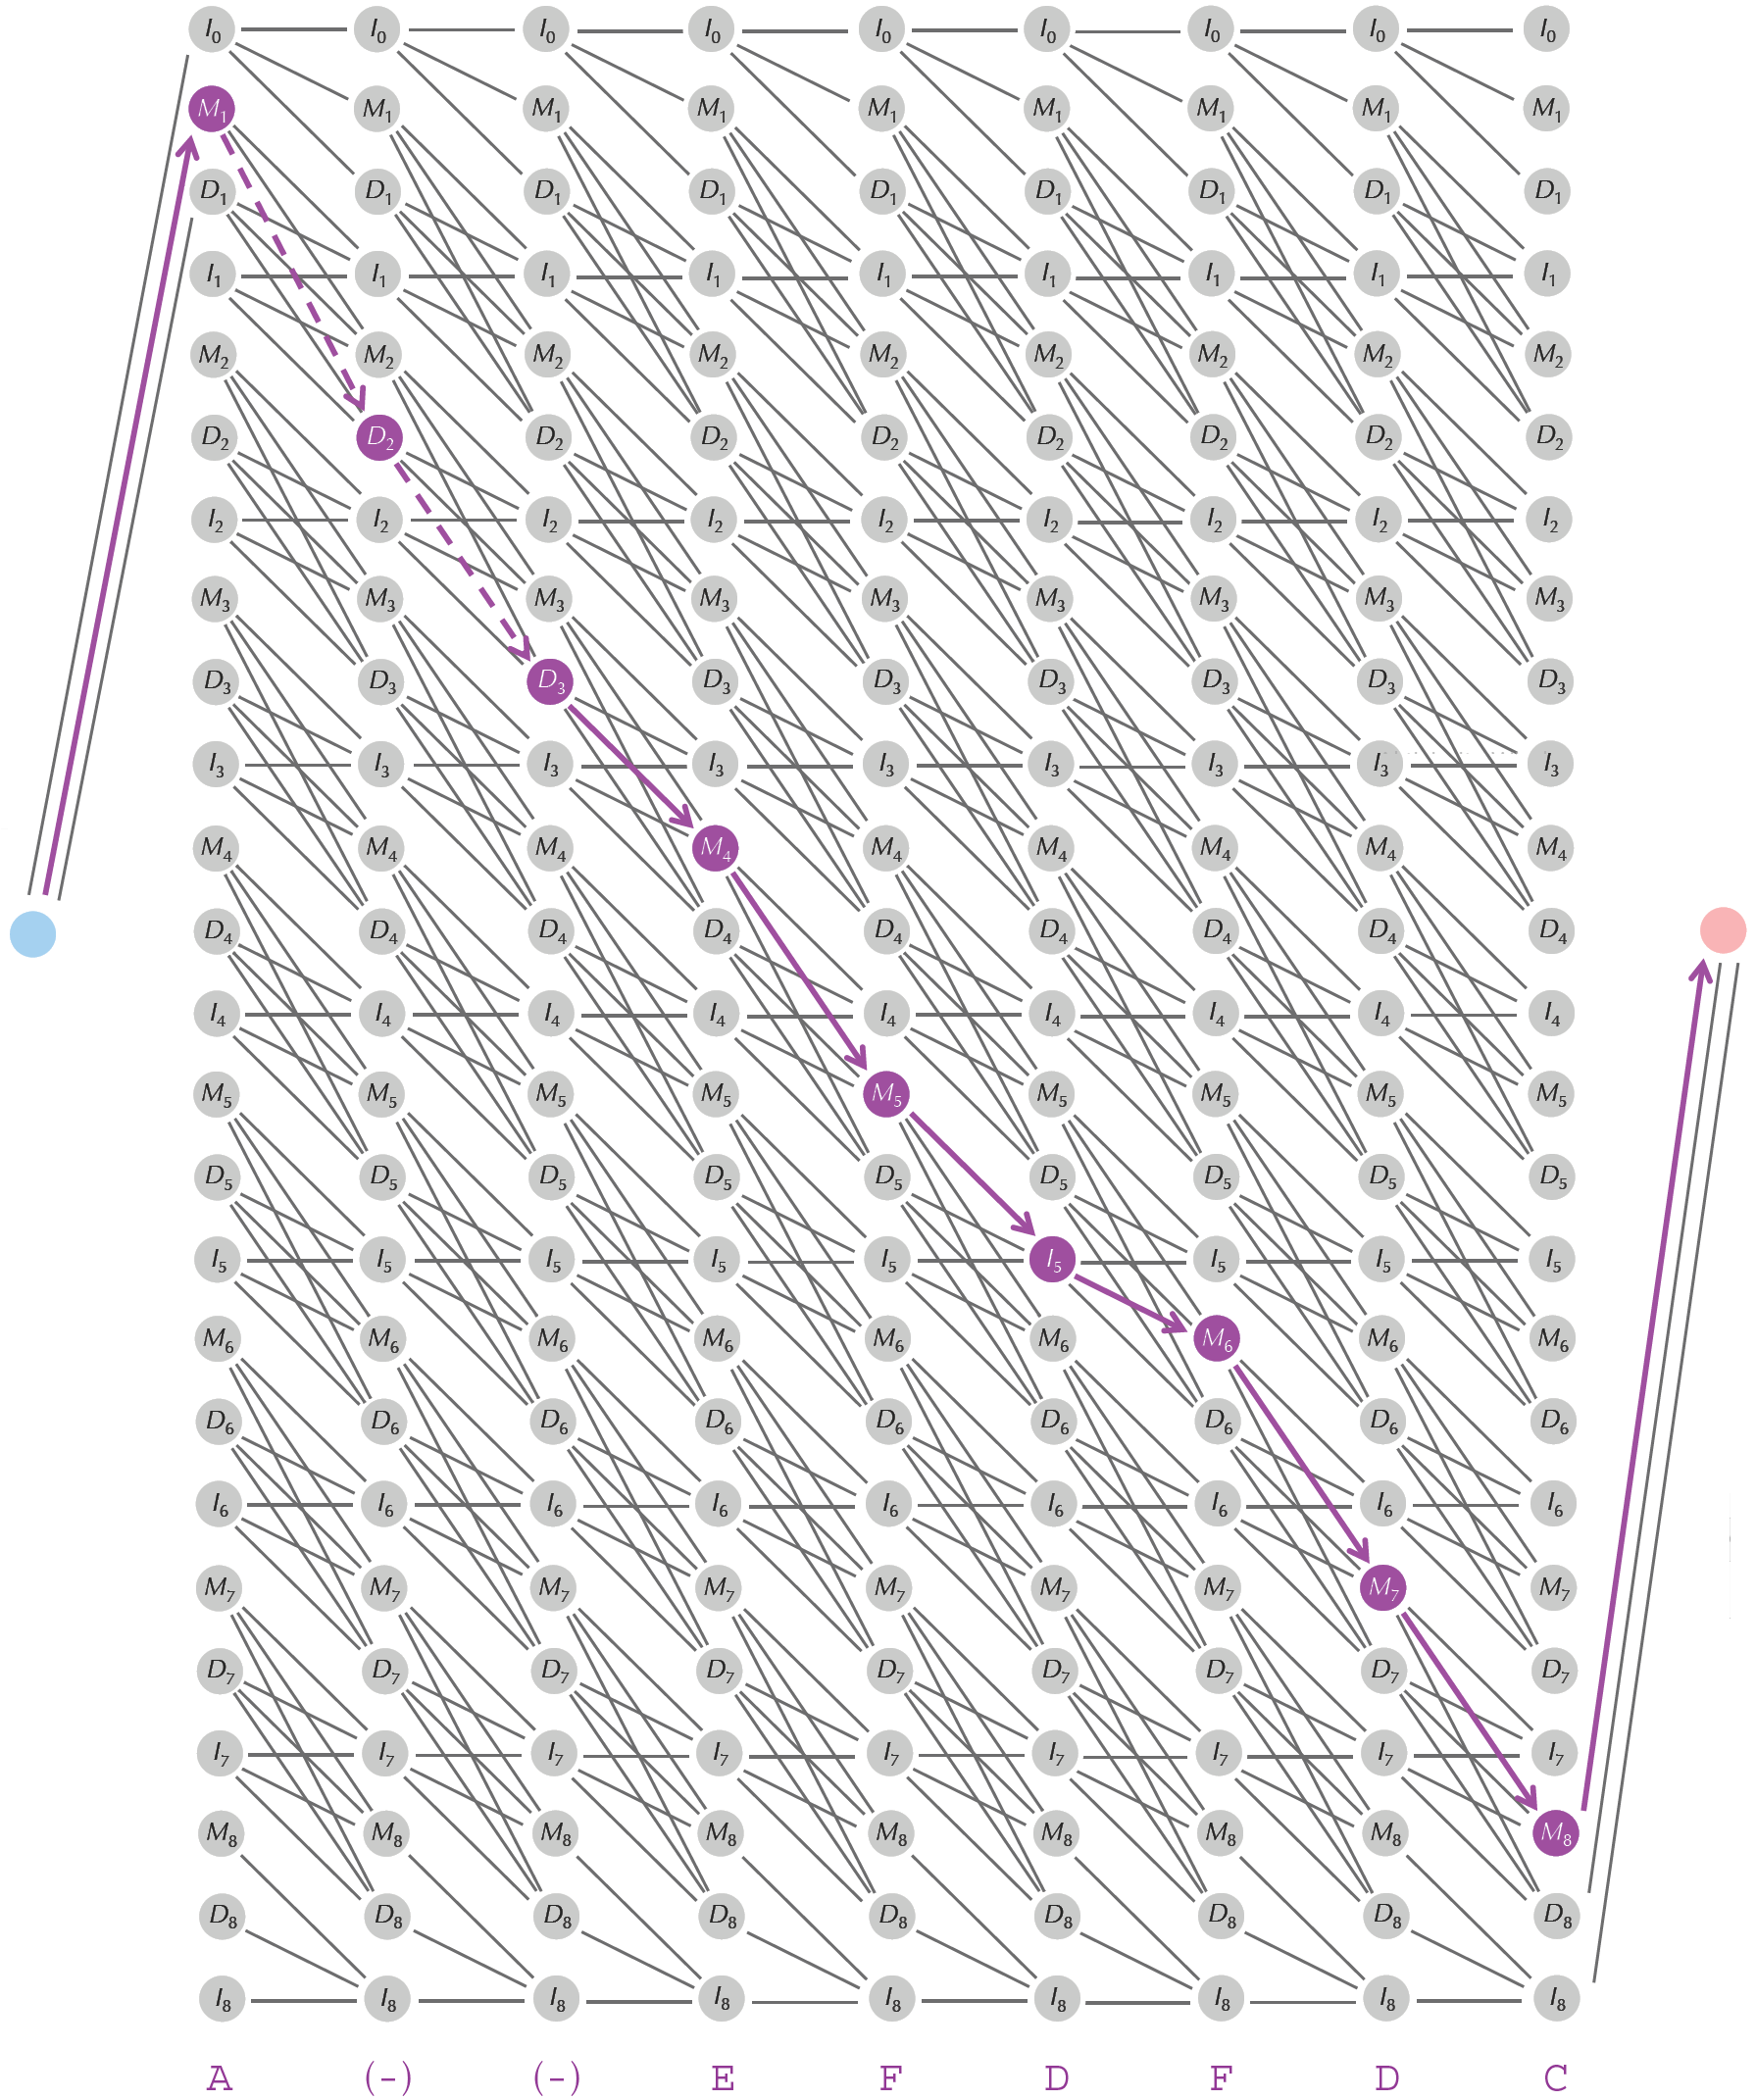 I0 I0 I0 I0 I0 I0 I0 I0 I0
M1 M1 M1 M1 M1 M1 M1 M1 M1
D1 D1 D1 D1 D1 D1 D1 D1 D1
I1 I1 I1 I1 I1 I1 I1 I1 I1
M2 M2 M2 M2 M2 M2 M2 M2 M2
D2 D2 D2 D2 D2 D2 D2 D2 D2
I2 I2 I2 I2 I2 I2 I2 I2 I2
M3 M3 M3 M3 M3 M3 M3 M3 M3
D3 D3 D3 D3 D3 D3 D3 D3 D3
I3 I3 I3 I3 I3 I3 I3 I3 I3
M4 M4 M4 M4 M4 M4 M4 M4 M4
D4 D4 D4 D4 D4 D4 D4 D4 D4
I4 I4 I4 I4 I4 I4 I4 I4 I4
M5 M5 M5 M5 M5 M5 M5 M5 M5
D5 D5 D5 D5 D5 D5 D5 D5 D5
I5 I5 I5 I5 I5 I5 I5 I5 I5
M6 M6 M6 M6 M6 M6 M6 M6 M6
D6 D6 D6 D6 D6 D6 D6 D6 D6
I6 I6 I6 I6 I6 I6 I6 I6 I6
M7 M7 M7 M7 M7 M7 M7 M7 M7
D7 D7 D7 D7 D7 D7 D7 D7 D7
I7 I7 I7 I7 I7 I7 I7 I7 I7
M8 M8 M8 M8 M8 M8 M8 M8 M8
D8 D8 D8 D8 D8 D8 D8 D8 D8
I8 I8 I8 I8 I8 I8 I8 I8 I8
A (-) (-) E F D F D C